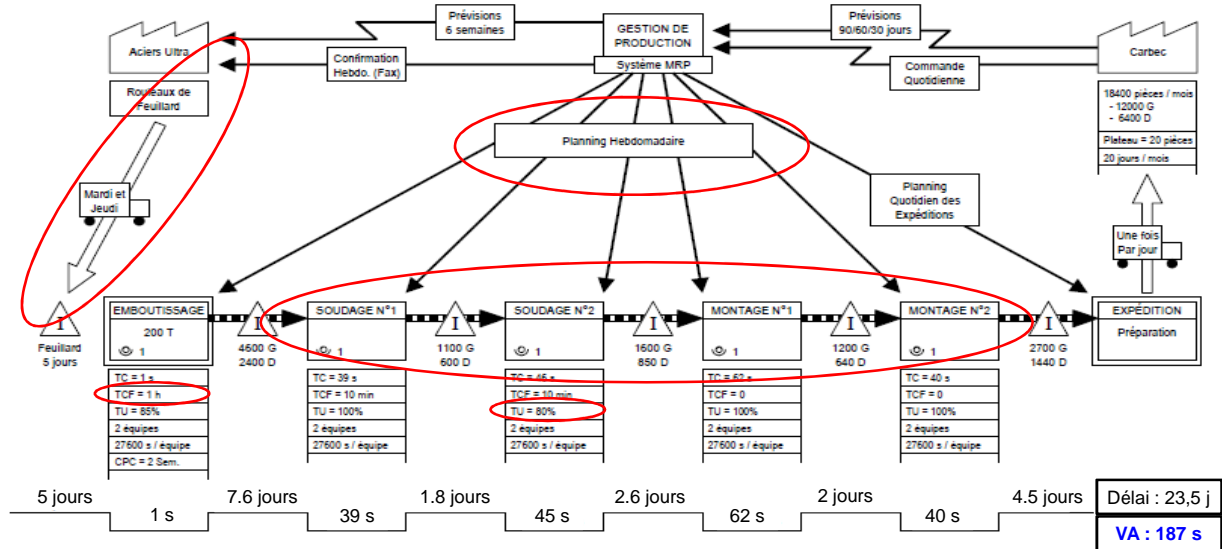 Aciers Ultra
Prévisions
6 semaines
GESTION DE
PRODUCTION
Système MRP
Prévisions
90/60/30 jours
Carbec
Confirmation
Hebdo. (Fax)
Commande
Quotidienne
Rouleaux de
Feuillard
18400 pièces / mois
- 12000 G
- 6400 D
Plateau = 20 pièces
20 jours / mois
Planning Hebdomadaire
Mardi et
Jeudi
Planning
Quotidien des
Expéditions
Une fois
Par jour
I
Feuillard
5 jours
EMBOUTISSAGE
200 T
1
I
4600 G
2400 D
SOUDAGE N°1
1
I
1100 G
600 D
SOUDAGE N°2
1
I
1600 G
850 D
MONTAGE N°1
1
I
1200 G
640 D
MONTAGE N°2
1
I
2700 G
1440 D
EXPÉDITION
Préparation
TC = 1 s
TCF = 1 h
TU = 85%
2 équipes
27600 s / équipe
CPC = 2 Sem.
TC = 39 s
TCF = 10 min
TU = 100%
2 équipes
27600 s / équipe
TC = 46 s
TCF = 10 min
TU = 80%
2 équipes
27600 s / équipe
TC = 62 s
TCF = 0
TU = 100%
2 équipes
27600 s / équipe
TC = 40 s
TCF = 0
TU = 100%
2 équipes
27600 s / équipe
5 jours
1 s
7.6 jours
39 s
1.8 jours
45 s
2.6 jours
62 s
2 jours
40 s
4.5 jours
Délai : 23,5 j
VA : 187 s